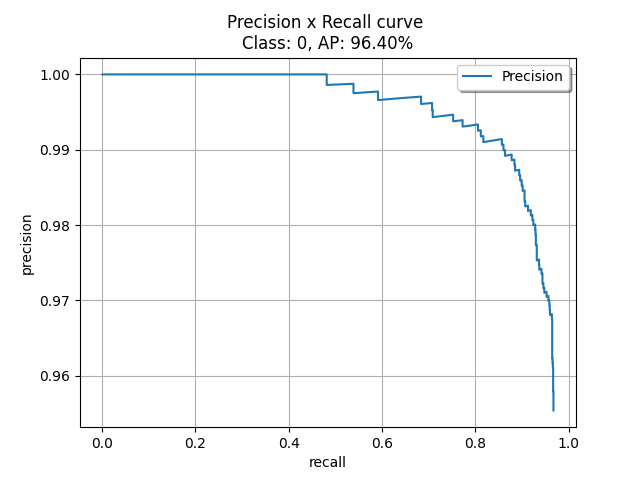 Precision x Recall curve
Class: 0, AP: 96.40%
Precision
1.00
0.99
0.98
0.97
0.96
precision
0.0 0.2 0.4 0.6 0.8 1.0
recall